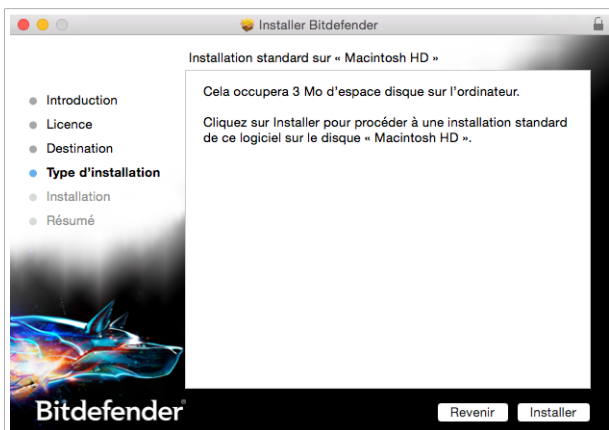 Installer Bitdefender
Installation standard sur « Macintosh HD »
Introduction
Licence
Destination
Type d'installation
Installation
Résumé
Cela occupera 3 Mo d'espace disque sur l'ordinateur.
Cliquez sur Installer pour procéder à une installation standard
de ce logiciel sur le disque « Macintosh HD ».
Bitdefender
Revenir
Installer